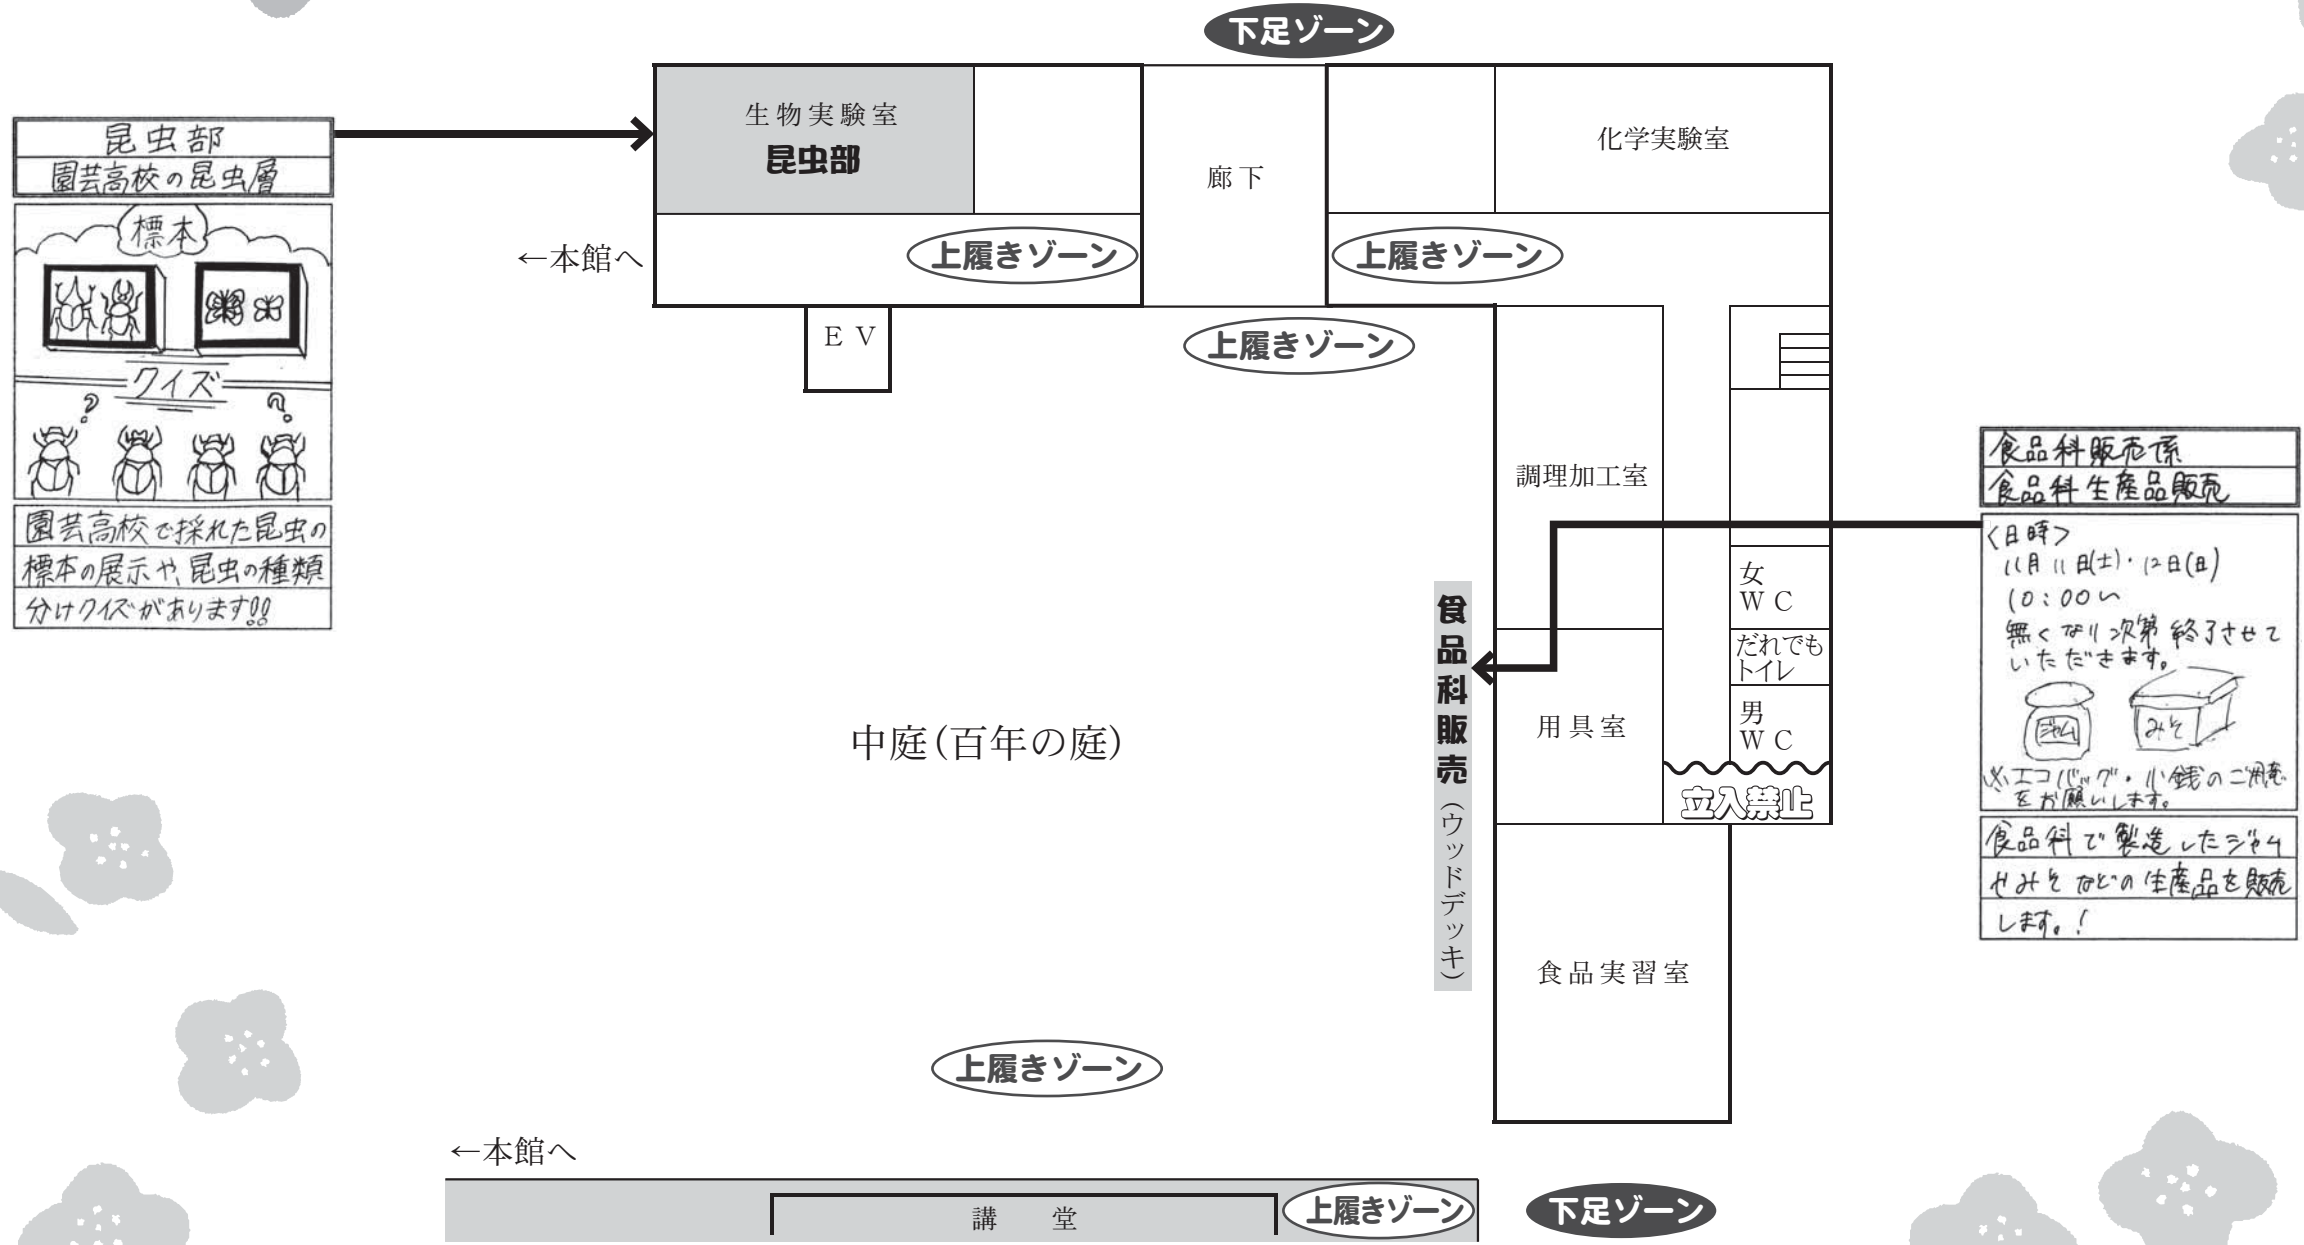 下足ゾーン
昆虫部
園芸高校の昆虫層
標本
クイズ
園芸高校で採れた昆虫の
標本の展示や、昆虫の種類
分けクイズがあります!!
生物実験室
昆虫部
廊下
化学実験室
←本館へ
上履きゾーン
上履きゾーン
上履きゾーン
EV
調理加工室
女
WC
だれでも
トイレ
男
WC
立入禁止
用具室
食品実習室
食品科販売(ウッドデッキ)
中庭(百年の庭)
食品科販売係
食品科生産品販売
<日時>
11月11日(土)・12日(日)
10:00〜
無くなり次第終了させて
いただきます。
ジャム
みそ
※エコバッグ・小銭のご用意
をお願いします。
食品科で製造したジャム
やみそなどの生産品を販売
します。!
上履きゾーン
←本館へ
講堂
上履きゾーン
下足ゾーン